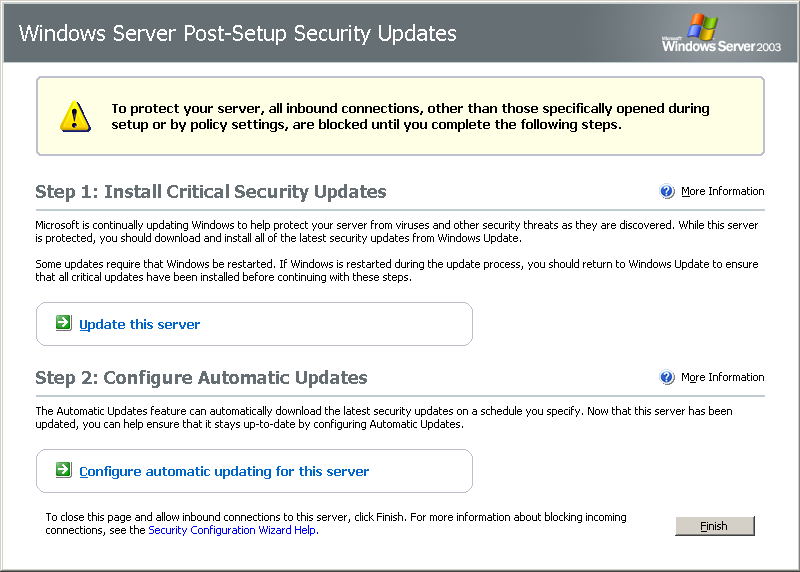 Windows Server Post-Setup Security Updates
Microsoft
Windows Server 2003
To protect your server, all inbound connections, other than those specifically opened during
setup or by policy settings, are blocked until you complete the following steps.
Step 1: Install Critical Security Updates
More Information
Microsoft is continually updating Windows to help protect your server from viruses and other security threats as they are discovered. While this server
is protected, you should download and install all of the latest security updates from Windows Update.
Some updates require that Windows be restarted. If Windows is restarted during the update process, you should return to Windows Update to ensure
that all critical updates have been installed before continuing with these steps.
Update this server
Step 2: Configure Automatic Updates
More Information
The Automatic Updates feature can automatically download the latest security updates on a schedule you specify. Now that this server has been
updated, you can help ensure that it stays up-to-date by configuring Automatic Updates.
Configure automatic updating for this server
To close this page and allow inbound connections to this server, click Finish. For more information about blocking incoming
connections, see the Security Configuration Wizard Help.
Finish